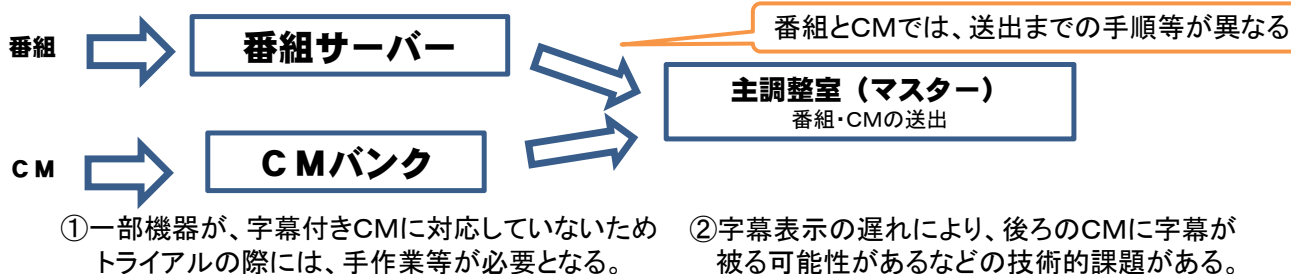 番組とCMでは、送出までの手順等が異なる
番組
番組サーバー
主調整室（マスター）
番組・CMの送出
CM
CMバンク
①一部機器が、字幕付きCMに対応していないため
トライアルの際には、手作業等が必要となる。
②字幕表示の遅れにより、後ろのCMに字幕が
被る可能性があるなどの技術的課題がある。